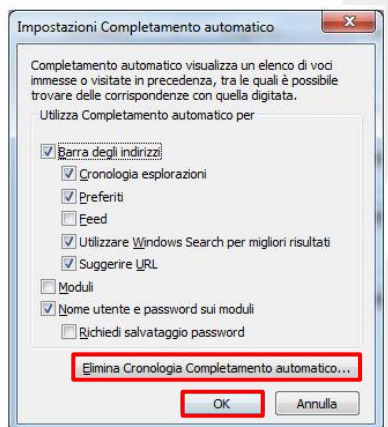 Impostazioni Completamento automatico
Completamento automatico visualizza un elenco di voci
immesse o visitate in precedenza, tra le quali è possibile
trovare delle corrispondenze con quella digitata.
Utilizza Completamento automatico per
Barra degli indirizzi
Cronologia esplorazioni
Preferiti
Feed
Utilizzare Windows Search per migliori risultati
Suggerire URL
Moduli
Nome utente e password sui moduli
Richiedi salvataggio password
Elimina Cronologia Completamento automatico...
OK Annulla